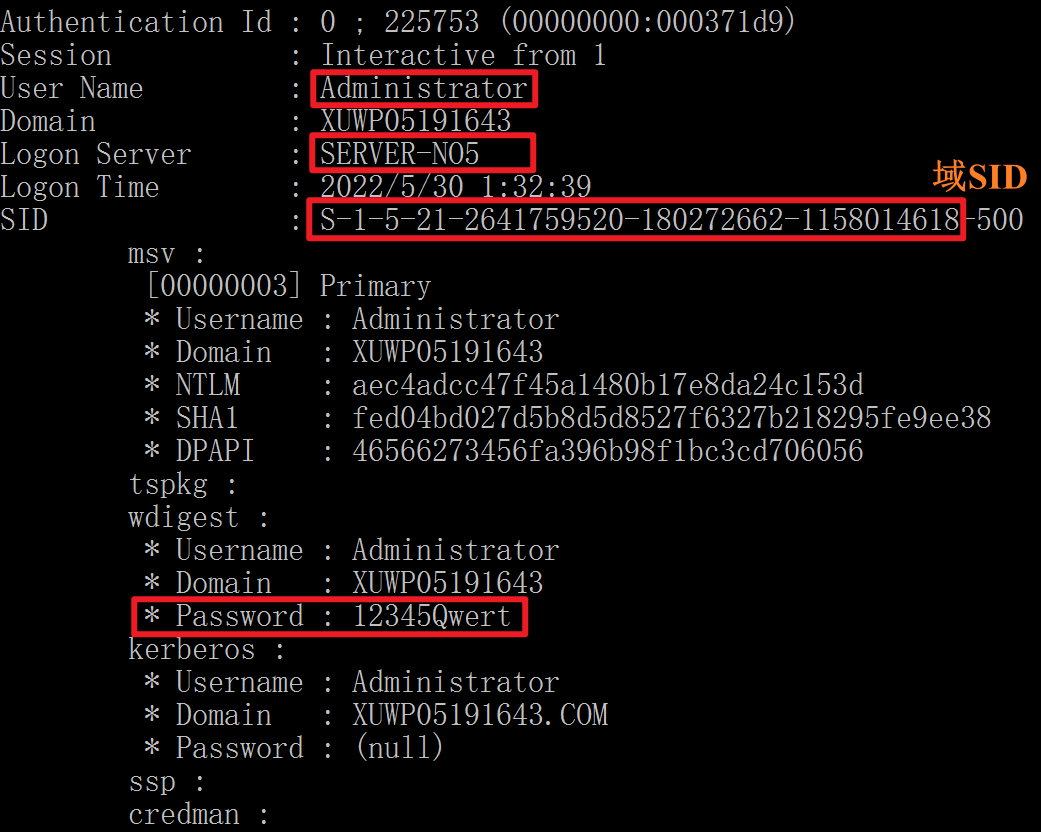 Authentication Id : 0 ; 225753 (00000000:000371d9)
Session           : Interactive from 1
User Name         : Administrator
Domain            : XUWP05191643
Logon Server      : SERVER-NO5
Logon Time        : 2022/5/30 1:32:39
域SID
SID               : S-1-5-21-2641759520-180272662-1158014618-500
msv :
[00000003] Primary
* Username : Administrator
* Domain   : XUWP05191643
* NTLM     : aec4adcc47f45a1480b17e8da24c153d
* SHA1     : fed04bd027d5b8d5d8527f6327b218295fe9ee38
* DPAPI    : 46566273456fa396b98f1bc3cd706056
tspkg :
wdigest :
* Username : Administrator
* Domain   : XUWP05191643
* Password : 12345Qwert
kerberos :
* Username : Administrator
* Domain   : XUWP05191643.COM
* Password : (null)
ssp :
credman :